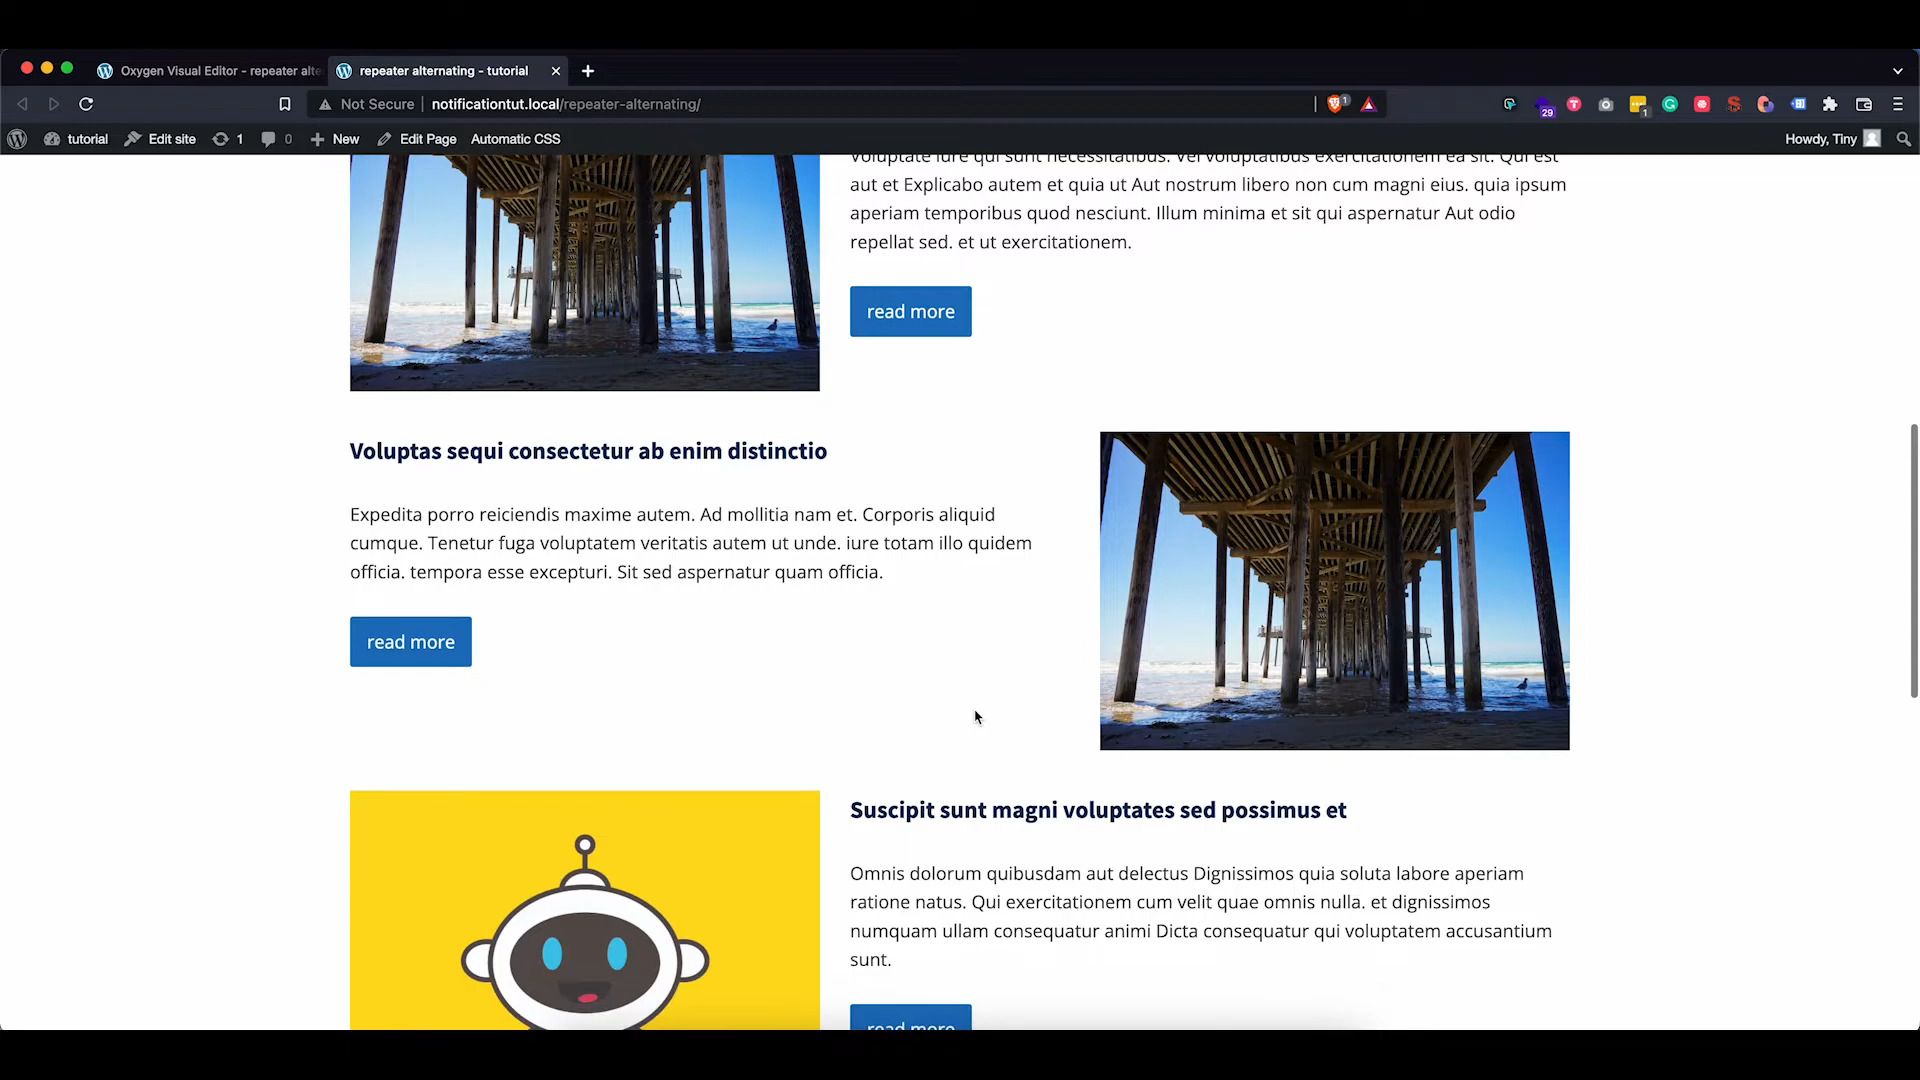 Oxygen Visual Editor - repeater alte
repeater alternating - tutorial
Not Secure
notificationtut.local/repeater-alternating/
1
29
1
tutorial
Edit site
1
0
New
Edit Page
Automatic CSS
Howdy, Tiny
voluptate iure qui sunt necessitatibus. Vel voluptatibus exercitationem ea sit. Qui est
aut et Explicabo autem et quia ut Aut nostrum libero non cum magni eius. quia ipsum
aperiam temporibus quod nesciunt. Illum minima et sit qui aspernatur Aut odio
repellat sed. et ut exercitationem.
read more
Voluptas sequi consectetur ab enim distinctio
Expedita porro reiciendis maxime autem. Ad mollitia nam et. Corporis aliquid
cumque. Tenetur fuga voluptatem veritatis autem ut unde. iure totam illo quidem
officia. tempora esse excepturi. Sit sed aspernatur quam officia.
read more
Suscipit sunt magni voluptates sed possimus et
Omnis dolorum quibusdam aut delectus Dignissimos quia soluta labore aperiam
ratione natus. Qui exercitationem cum velit quae omnis nulla. et dignissimos
numquam ullam consequatur animi Dicta consequatur qui voluptatem accusantium
sunt.
read more